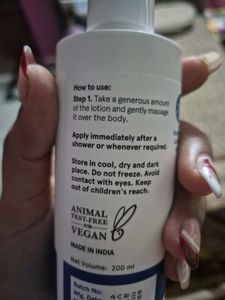 How to use:
Step 1. Take a generous amount
of the lotion and gently massage
it over the body.
Apply immediately after a
shower or whenever required.
Store in cool, dry and dark
place. Do not freeze. Avoid
contact with eyes. Keep
out of children's reach.
ANIMAL
TEST-FREE
VEGAN
MADE IN INDIA
Net Volume: 200 ml
Batch No:
Mfg. Date: